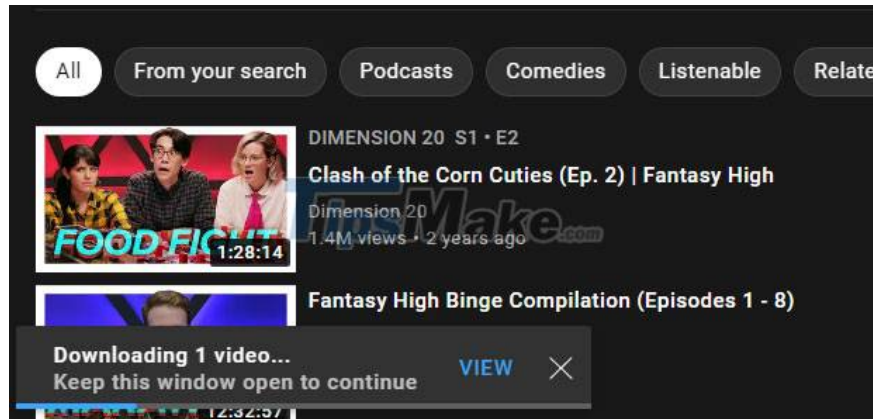 All From your search Podcasts Comedies Listenable Relate
DIMENSION 20 S1 • E2
Clash of the Corn Cuties (Ep. 2) | Fantasy High
Dimension 20
1.4M views • 2 years ago
FOOD FIGHT
1:28:14
TipsMake.com
Fantasy High Binge Compilation (Episodes 1 - 8)
Downloading 1 video...
Keep this window open to continue
VIEW
12:32:57